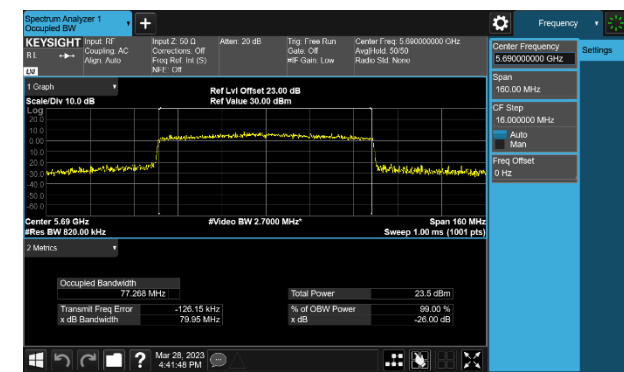 Spectrum Analyzer 1
Occupied BW
Frequency
KEYSIGHT Input: RF
R L
Coupling: AC
Align: Auto
LXI
Input Z: 50 Ω
Corrections: Off
Freq Ref: Int (S)
NFE: Off
Atten: 20 dB
Trig: Free Run
Gate: Off
#IF Gain: Low
Center Freq: 5.690000000 GHz
Avg|Hold: 50/50
Radio Std: None
Center Frequency
5.690000000 GHz
Settings
Span
160.00 MHz
CF Step
16.000000 MHz
Auto
Man
Freq Offset
0 Hz
1 Graph
Scale/Div 10.0 dB
Ref Lvl Offset 23.00 dB
Ref Value 30.00 dBm
Log
20.0
10.0
0.00
10.0
20.0
-30.0
-40.0
-50.0
-60.0
Center 5.69 GHz
#Res BW 820.00 kHz
#Video BW 2.7000 MHz*
Span 160 MHz
Sweep 1.00 ms (1001 pts)
2 Metrics
Occupied Bandwidth
77.268 MHz
Total Power 23.5 dBm
Transmit Freq Error -126.15 kHz
% of OBW Power 99.00 %
x dB Bandwidth 79.95 MHz
x dB -26.00 dB
?
Mar 28, 2023
4:41:48 PM